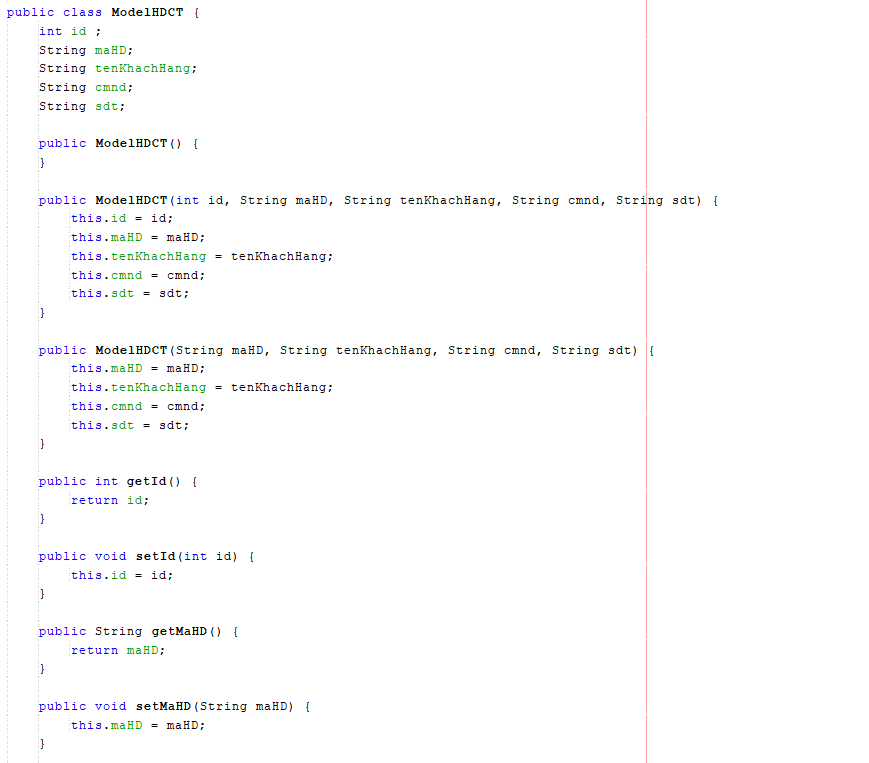 public class ModelHDCT {
    int id ;
    String maHD;
    String tenKhachHang;
    String cmnd;
    String sdt;

    public ModelHDCT() {
    }

    public ModelHDCT(int id, String maHD, String tenKhachHang, String cmnd, String sdt) {
        this.id = id;
        this.maHD = maHD;
        this.tenKhachHang = tenKhachHang;
        this.cmnd = cmnd;
        this.sdt = sdt;
    }

    public ModelHDCT(String maHD, String tenKhachHang, String cmnd, String sdt) {
        this.maHD = maHD;
        this.tenKhachHang = tenKhachHang;
        this.cmnd = cmnd;
        this.sdt = sdt;
    }

    public int getId() {
        return id;
    }

    public void setId(int id) {
        this.id = id;
    }

    public String getMaHD() {
        return maHD;
    }

    public void setMaHD(String maHD) {
        this.maHD = maHD;
    }